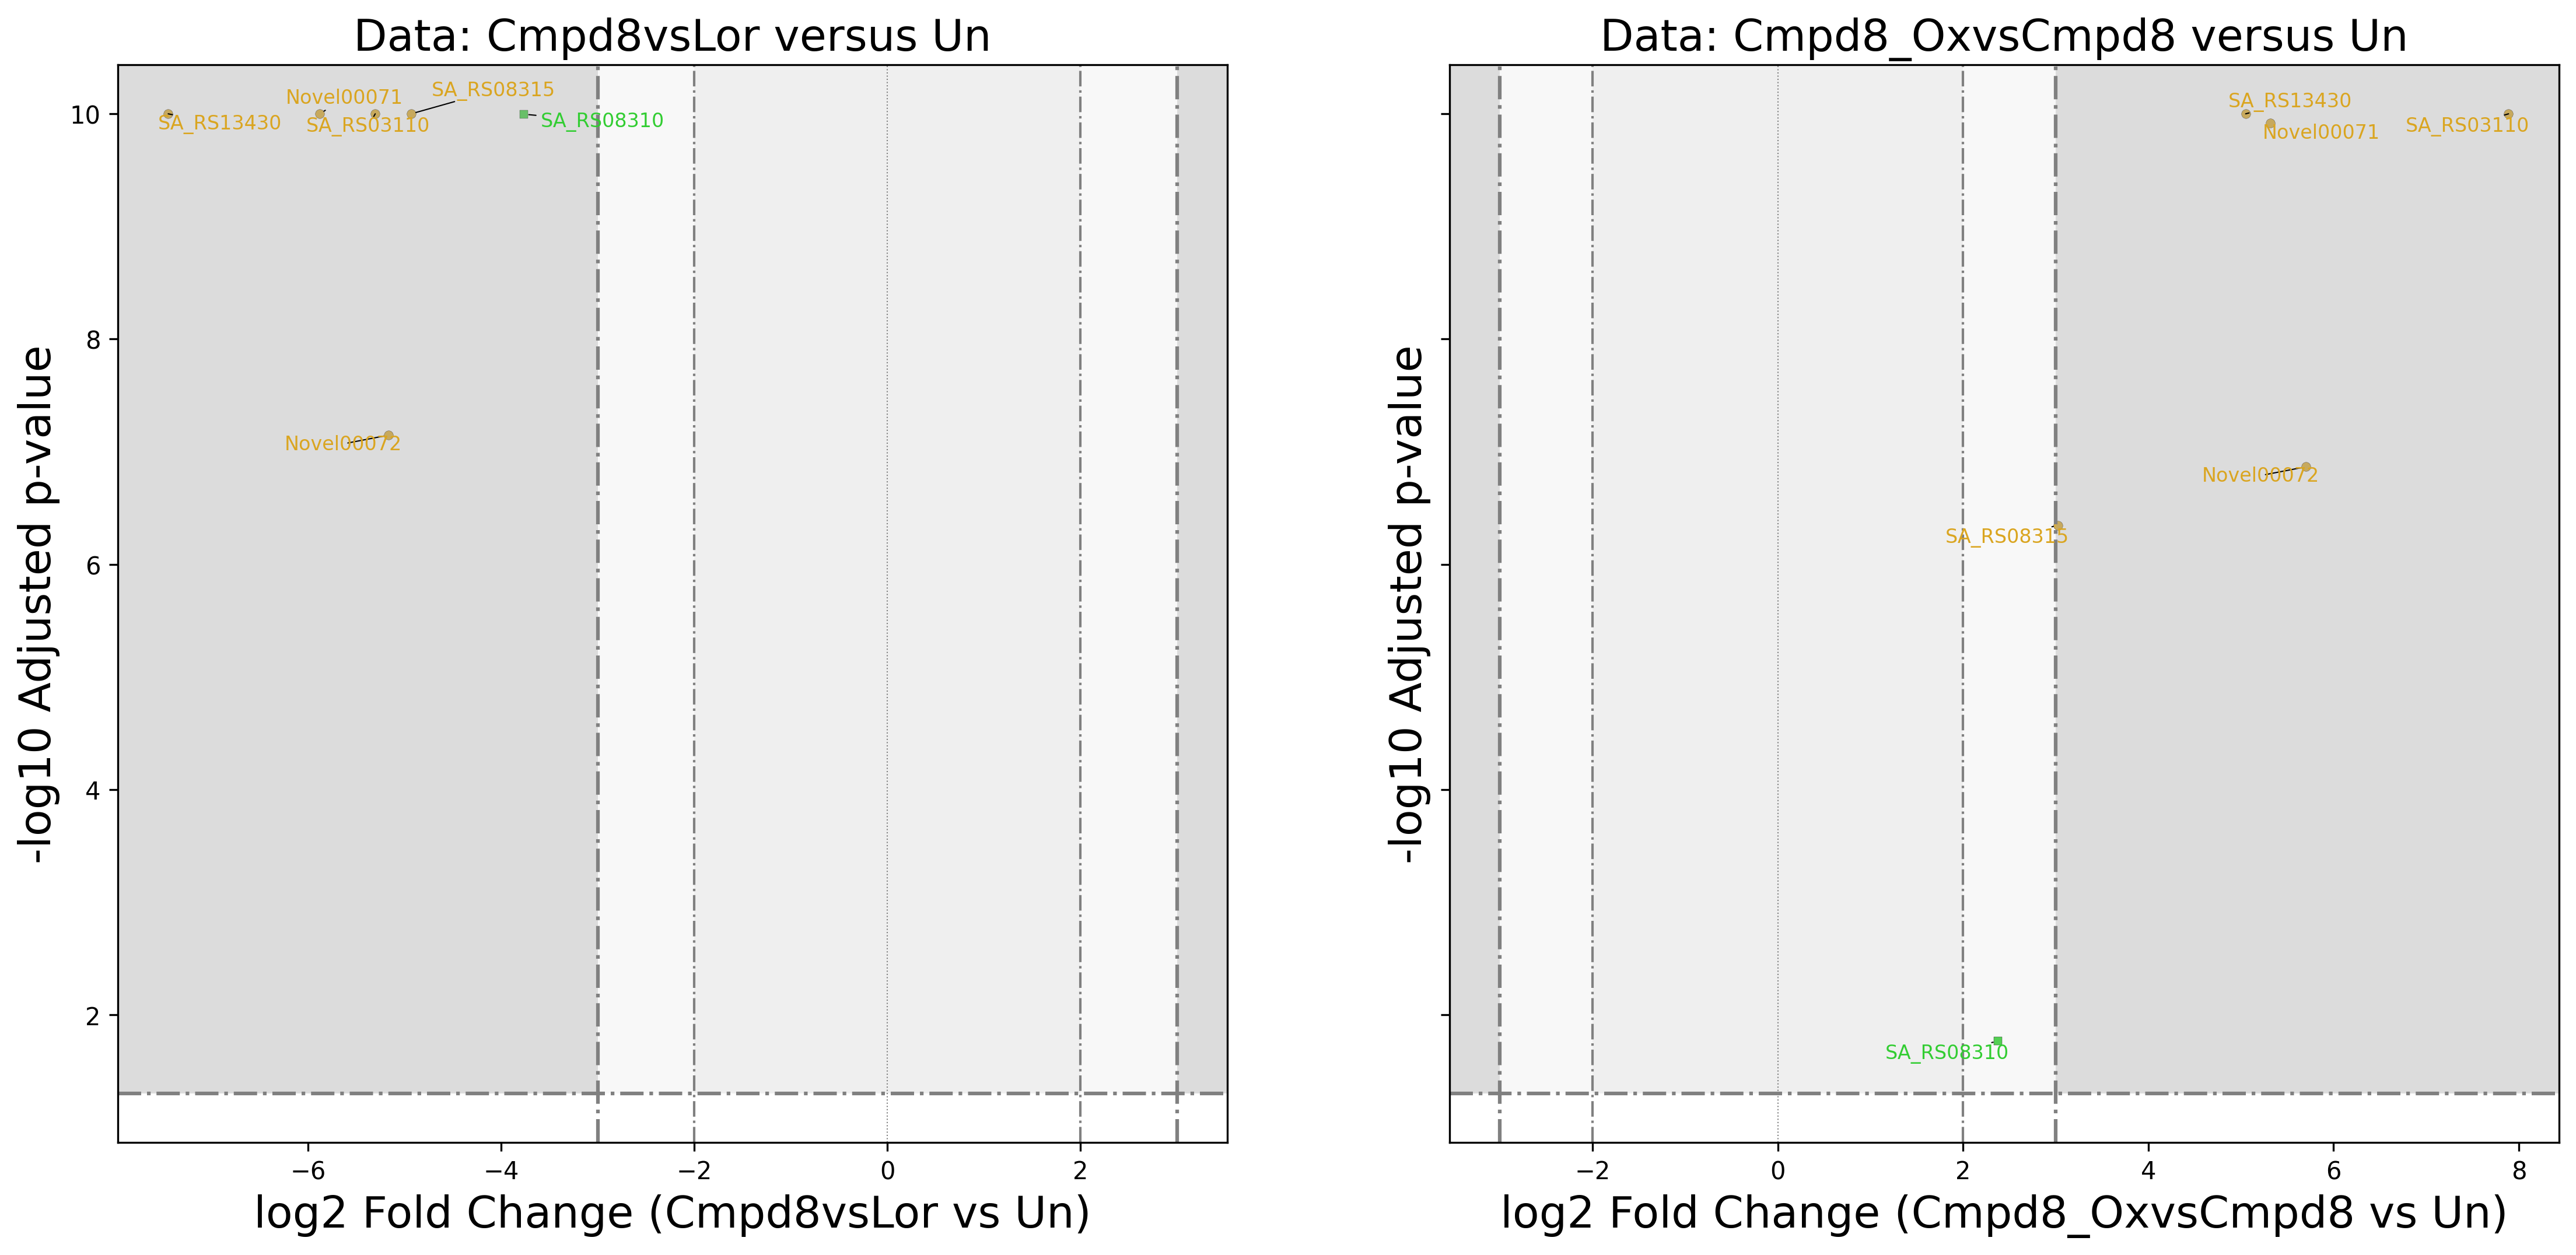 Data: Cmpd8vsLor versus Un
Novel00071
SA_RS08315
SA_RS13430
SA_RS03110
SA_RS08310
Novel00072
10
8
6
4
2
-log10 Adjusted p-value
−6
−4
−2
0
2
log2 Fold Change (Cmpd8vsLor vs Un)
Data: Cmpd8_OxvsCmpd8 versus Un
SA_RS13430
Novel00071
SA_RS03110
Novel00072
SA_RS08315
SA_RS08310
-log10 Adjusted p-value
−2
0
2
4
6
8
log2 Fold Change (Cmpd8_OxvsCmpd8 vs Un)